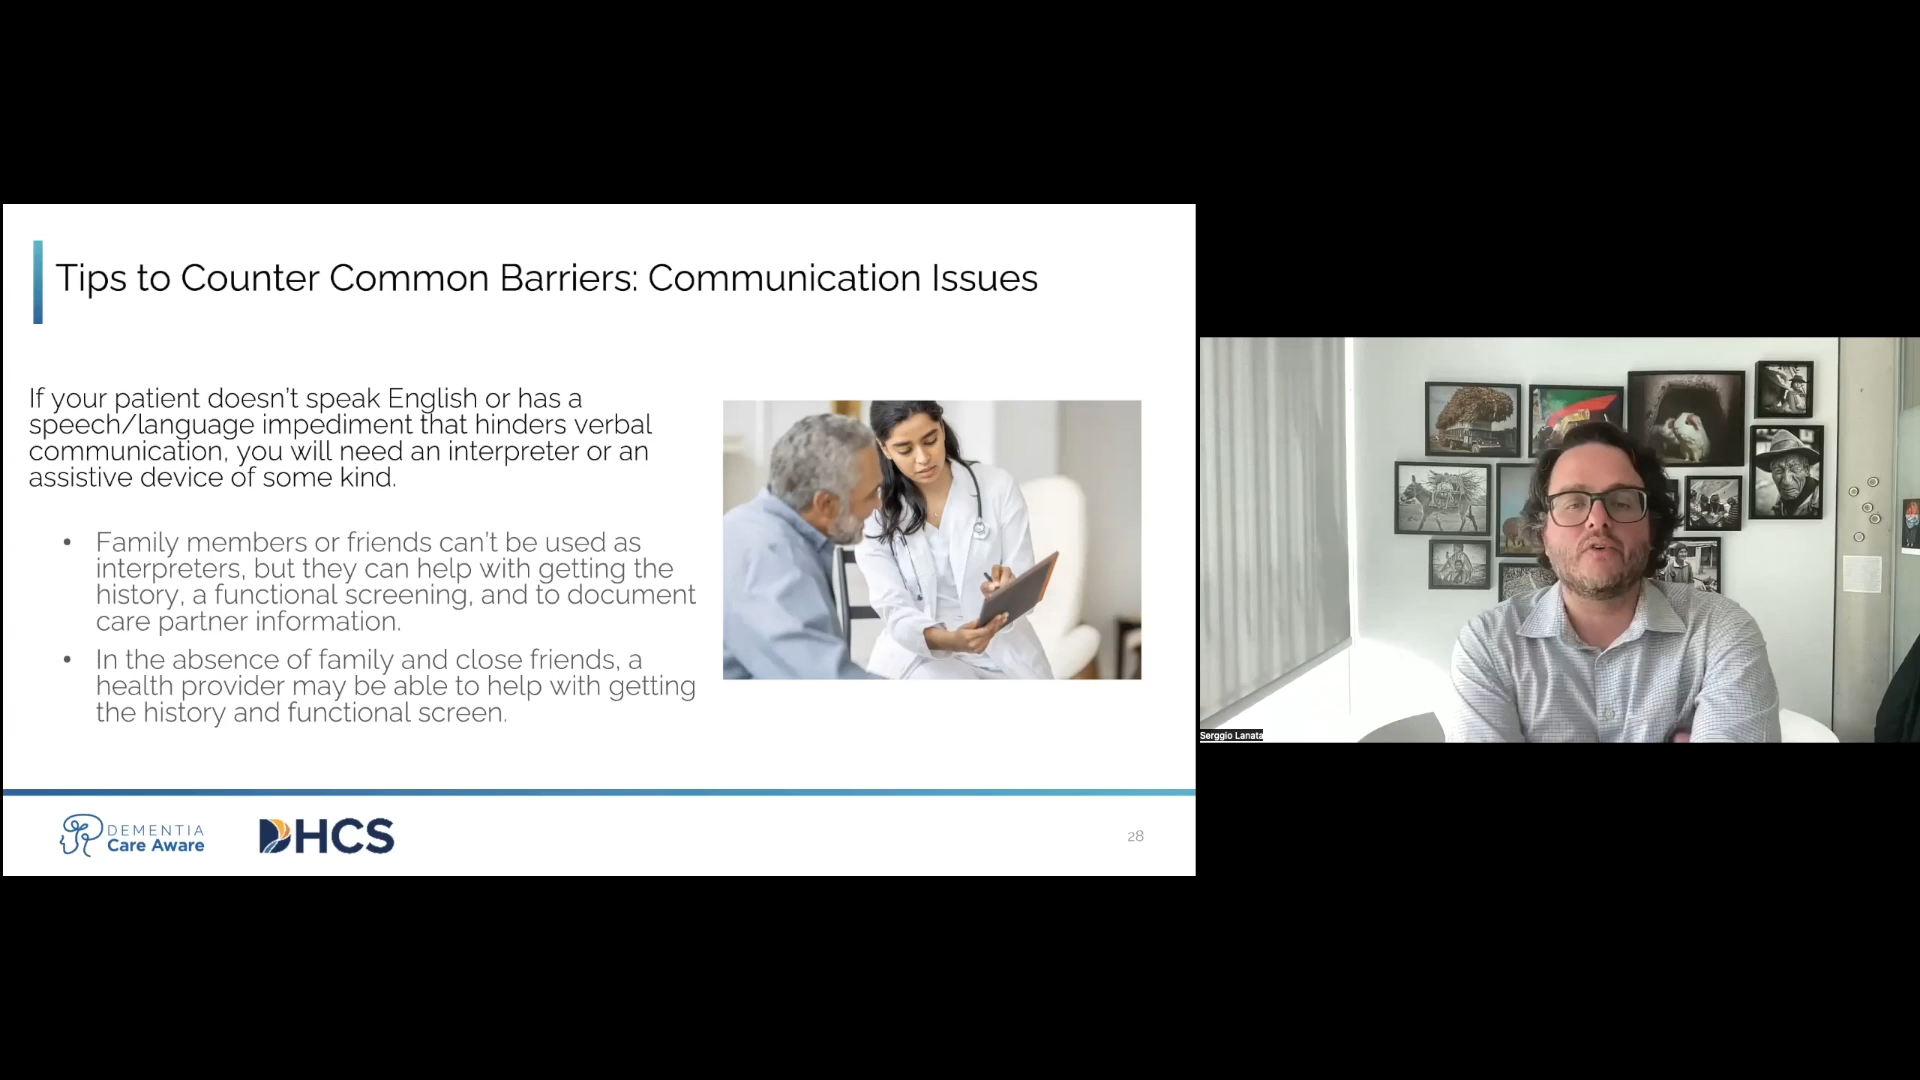 Tips to Counter Common Barriers: Communication Issues
If your patient doesn't speak English or has a
speech/language impediment that hinders verbal
communication, you will need an interpreter or an
assistive device of some kind.
• Family members or friends can't be used as
interpreters, but they can help with getting the
history, a functional screening, and to document
care partner information.
• In the absence of family and close friends, a
health provider may be able to help with getting
the history and functional screen.
DEMENTIA
Care Aware
DHCS
28
Serggio Lanata